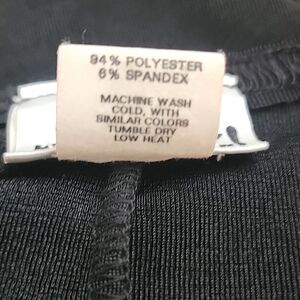 94% POLYESTER
6% SPANDEX
MACHINE WASH
COLD, WITH
SIMILAR COLORS
TUMBLE DRY
LOW HEAT